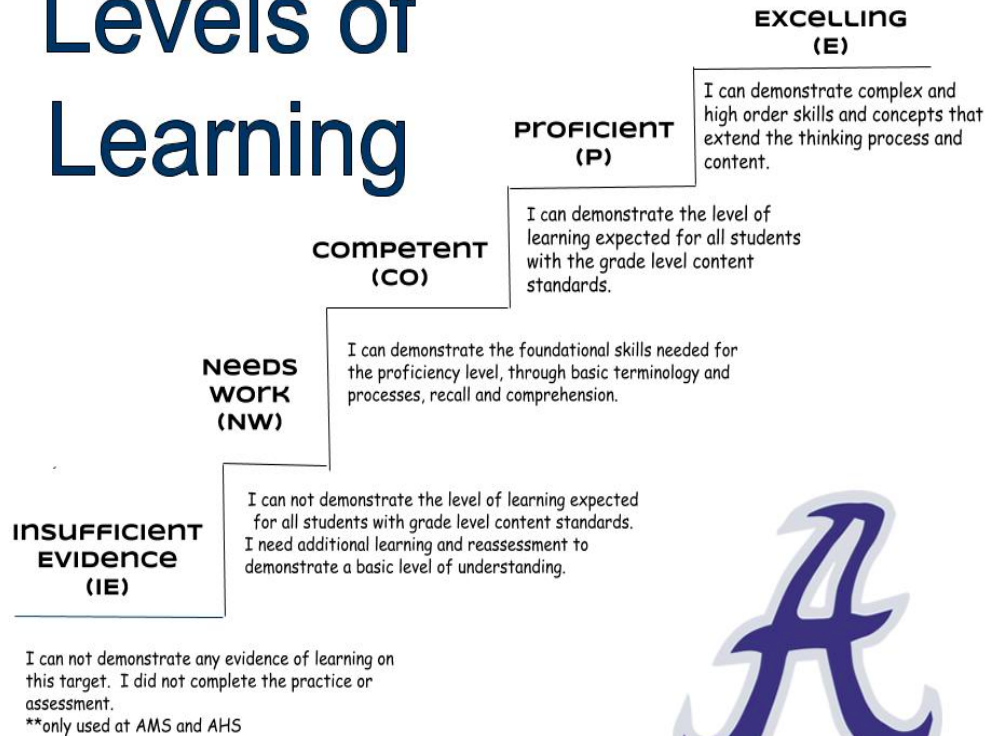 Levels of
Learning
EXCELLING
(E)
I can demonstrate complex and
high order skills and concepts that
extend the thinking process and
content.
PROFICIENT
(P)
I can demonstrate the level of
learning expected for all students
with the grade level content
standards.
COMPETENT
(CO)
I can demonstrate the foundational skills needed for
the proficiency level, through basic terminology and
processes, recall and comprehension.
NEEDS
WORK
(NW)
I can not demonstrate the level of learning expected
for all students with grade level content standards.
I need additional learning and reassessment to
demonstrate a basic level of understanding.
INSUFFICIENT
EVIDENCE
(IE)
I can not demonstrate any evidence of learning on
this target. I did not complete the practice or
assessment.
**only used at AMS and AHS
A